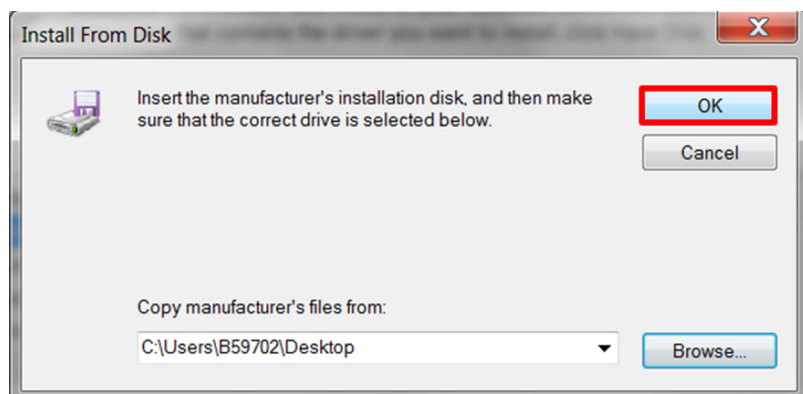 Install From Disk
Insert the manufacturer's installation disk, and then make
sure that the correct drive is selected below.
OK
Cancel
Copy manufacturer's files from:
C:\Users\B59702\Desktop
Browse...